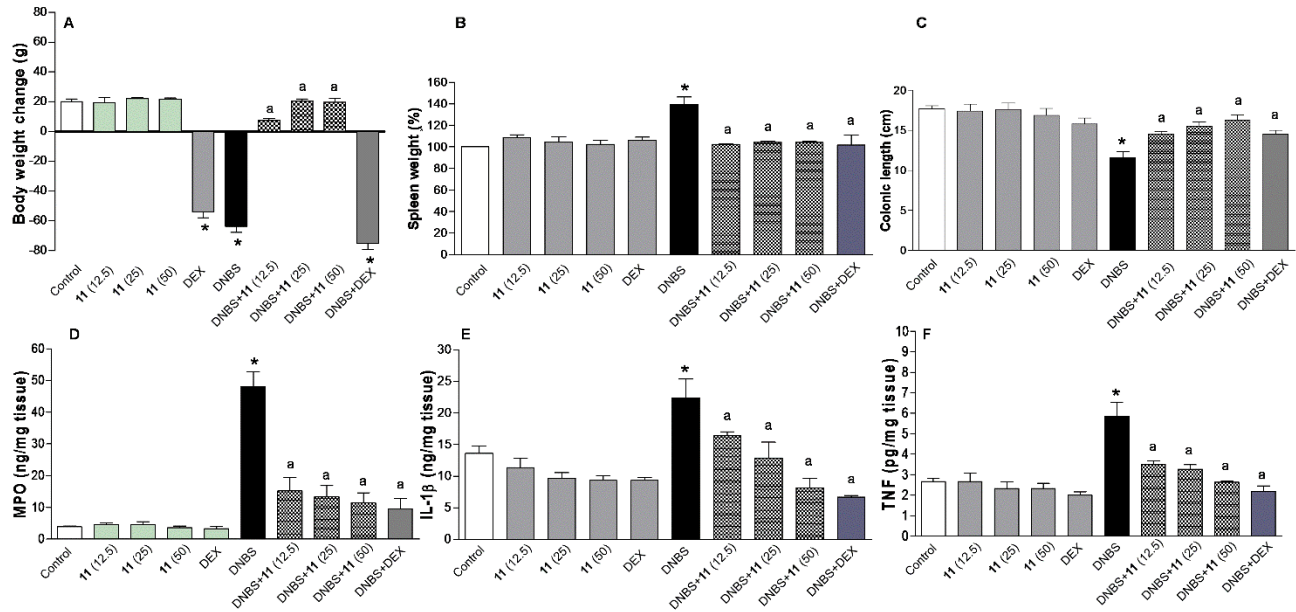 A
Body weight change (g)
80
60
40
20
0
-20
-40
-60
-80
a
a
a
*
*
*
Control
11 (12.5)
11 (25)
11 (50)
DEX
DNBS
DNBS+11 (12.5)
DNBS+11 (25)
DNBS+11 (50)
DNBS+DEX
B
Spleen weight (%)
160
140
120
100
80
60
40
20
0
*
a
a
a
a
Control
11 (12.5)
11 (25)
11 (50)
DEX
DNBS
DNBS+11 (12.5)
DNBS+11 (25)
DNBS+11 (50)
DNBS+DEX
C
Colonic length (cm)
20
15
10
5
0
*
a
a
a
a
Control
11 (12.5)
11 (25)
11 (50)
DEX
DNBS
DNBS+11 (12.5)
DNBS+11 (25)
DNBS+11 (50)
DNBS+DEX
D
MPO (ng/mg tissue)
60
50
40
30
20
10
0
*
a
a
a
a
Control
11 (12.5)
11 (25)
11 (50)
DEX
DNBS
DNBS+11 (12.5)
DNBS+11 (25)
DNBS+11 (50)
DNBS+DEX
E
IL-1β (ng/mg tissue)
30
25
20
15
10
5
0
*
a
a
a
a
Control
11 (12.5)
11 (25)
11 (50)
DEX
DNBS
DNBS+11 (12.5)
DNBS+11 (25)
DNBS+11 (50)
DNBS+DEX
F
TNF (pg/mg tissue)
10
9
8
7
6
5
4
3
2
1
0
*
a
a
a
a
Control
11 (12.5)
11 (25)
11 (50)
DEX
DNBS
DNBS+11 (12.5)
DNBS+11 (25)
DNBS+11 (50)
DNBS+DEX